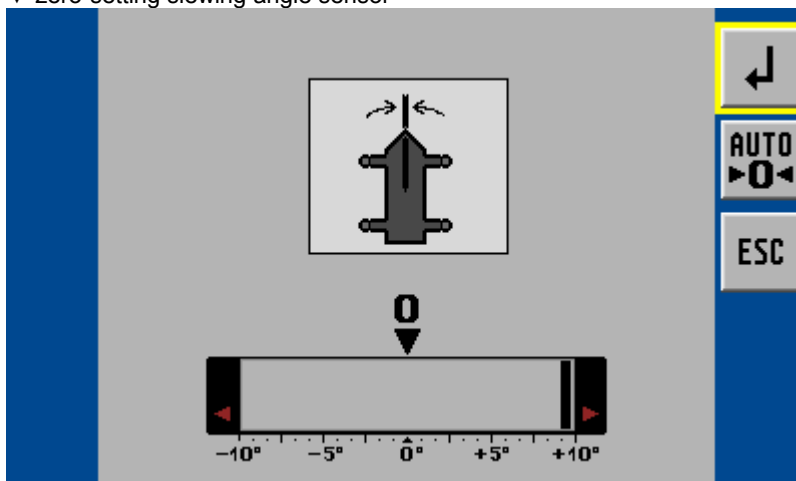 zero-setting slewing angle sensor
AUTO
0
ESC
0
−10° −5° 0° +5° +10°